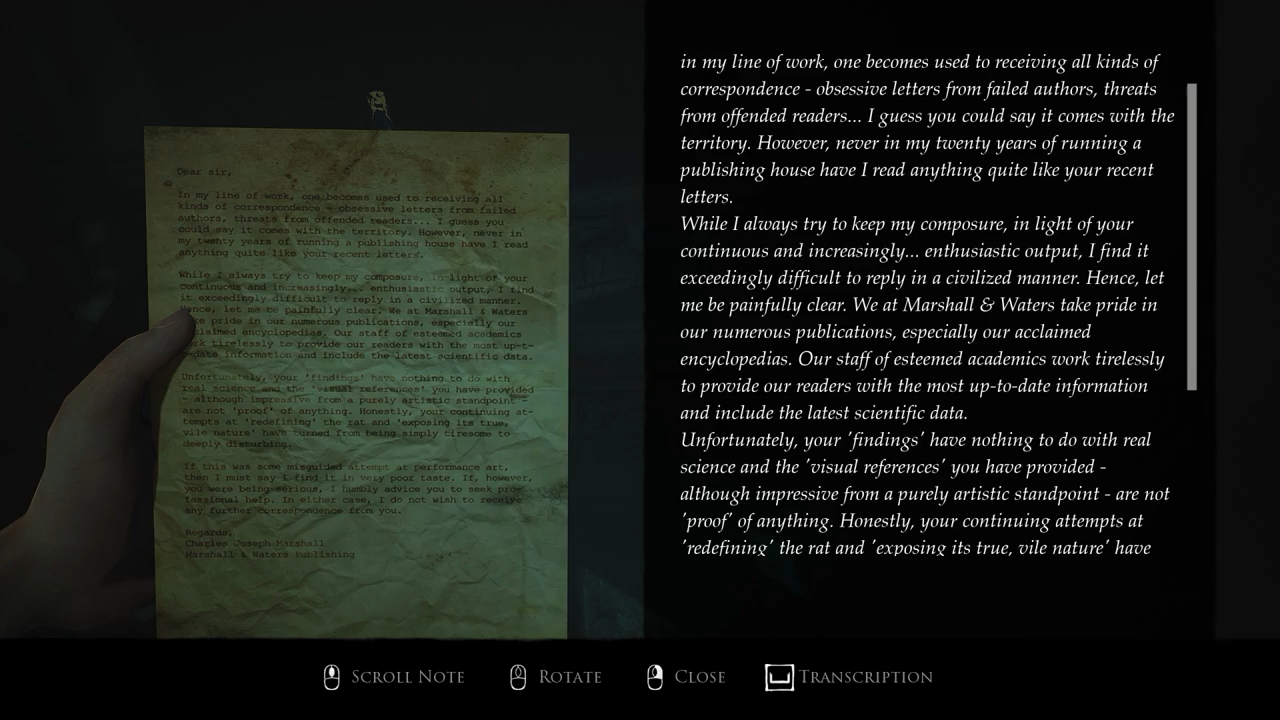 Dear sir,
In my line of work, one becomes used to receiving all
kinds of correspondence - obsessive letters from failed
authors, threats from offended readers... I guess you
could say it comes with the territory. However, never in
my twenty years of running a publishing house have I read
anything quite like your recent letters.
While I always try to keep my composure, in light of your
continuous and increasingly... enthusiastic output, I find
it exceedingly difficult to reply in a civilized manner.
Hence, let me be painfully clear. We at Marshall & Waters
ke pride in our numerous publications, especially our
claimed encyclopedias. Our staff of esteemed academics
rk tirelessly to provide our readers with the most up-t-
-date information and include the latest scientific data.
Unfortunately, your 'findings' have nothing to do with
real science and the 'visual references' you have provided
- although impressive from a purely artistic standpoint -
are not 'proof' of anything. Honestly, your continuing at-
tempts at 'redefining' the rat and 'exposing its true,
vile nature' have turned from being simply tiresome to
deeply disturbing.
If this was some misguided attempt at performance art,
then I must say I find it in very poor taste. If, however,
you were being serious, I humbly advice you to seek pro-
fessional help. In either case, I do not wish to receive
any further correspondence from you.
Regards,
Charles Joseph Marshall
Marshall & Waters Publishing
in my line of work, one becomes used to receiving all kinds of
correspondence - obsessive letters from failed authors, threats
from offended readers... I guess you could say it comes with the
territory. However, never in my twenty years of running a
publishing house have I read anything quite like your recent
letters.
While I always try to keep my composure, in light of your
continuous and increasingly... enthusiastic output, I find it
exceedingly difficult to reply in a civilized manner. Hence, let
me be painfully clear. We at Marshall & Waters take pride in
our numerous publications, especially our acclaimed
encyclopedias. Our staff of esteemed academics work tirelessly
to provide our readers with the most up-to-date information
and include the latest scientific data.
Unfortunately, your 'findings' have nothing to do with real
science and the 'visual references' you have provided -
although impressive from a purely artistic standpoint - are not
'proof' of anything. Honestly, your continuing attempts at
'redefining' the rat and 'exposing its true, vile nature' have
SCROLL NOTE
ROTATE
CLOSE
TRANSCRIPTION